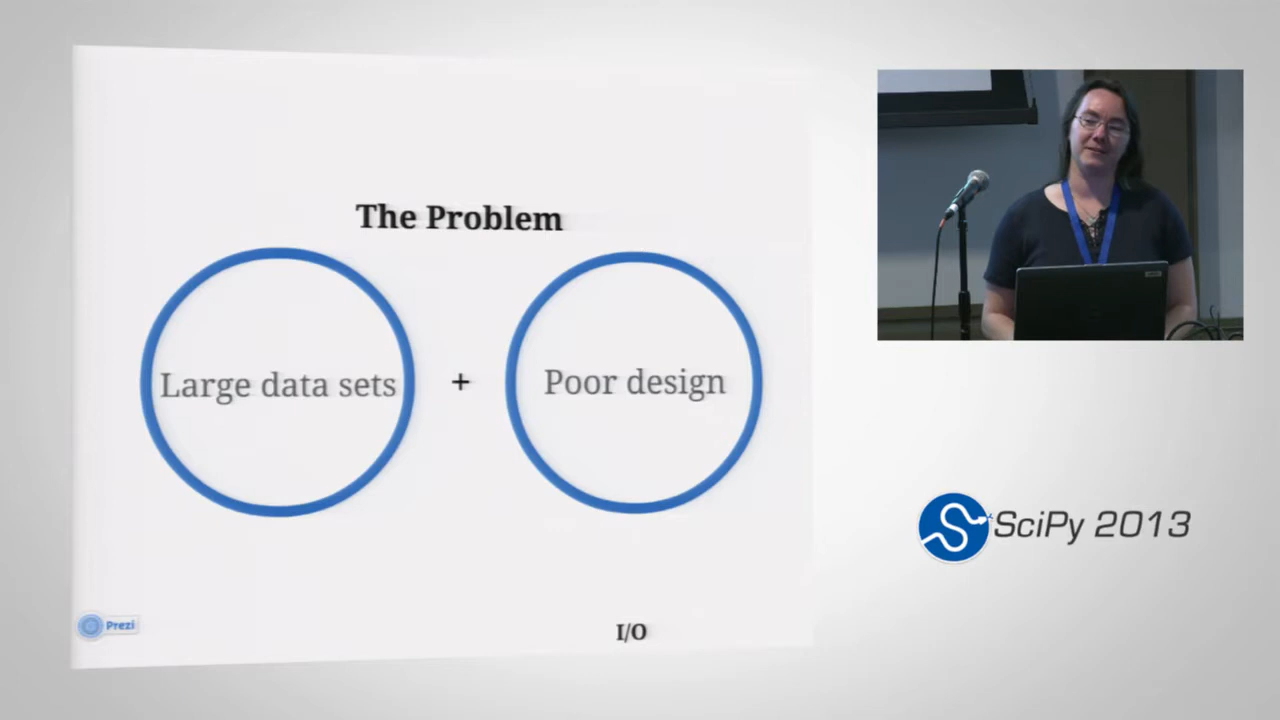 The Problem
Large data sets + Poor design
I/O
Prezi
SciPy 2013